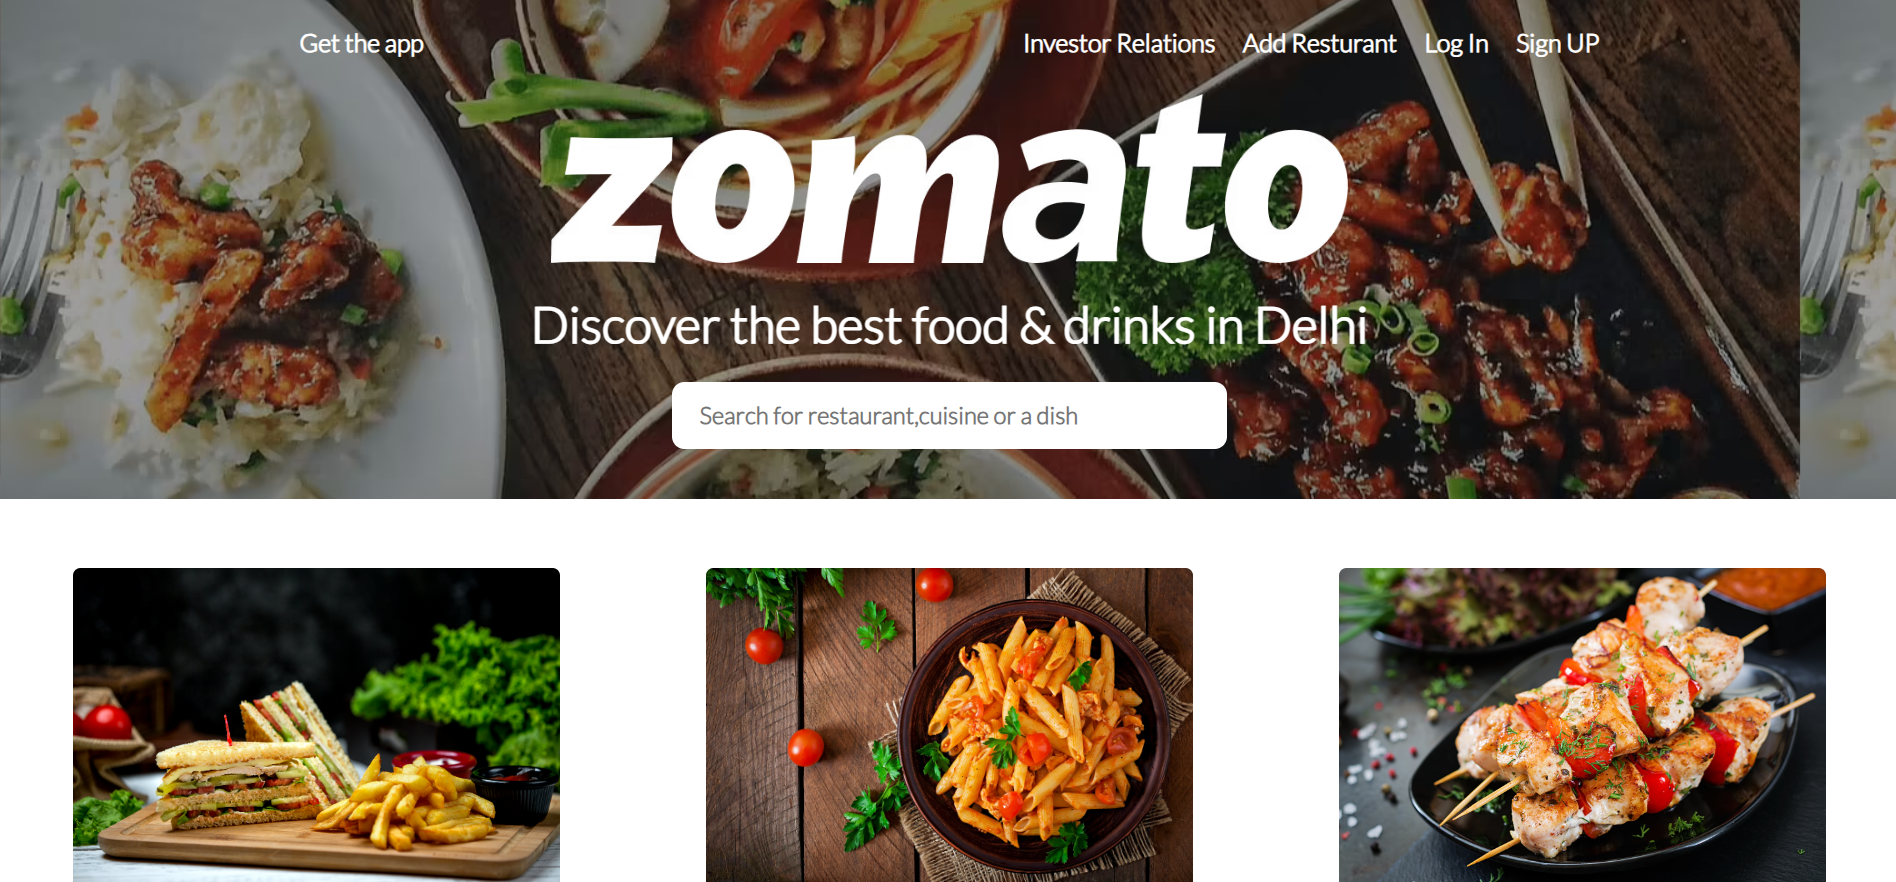 Get the app
Investor Relations Add Resturant Log In Sign UP
zomato
Discover the best food & drinks in Delhi
Search for restaurant,cuisine or a dish